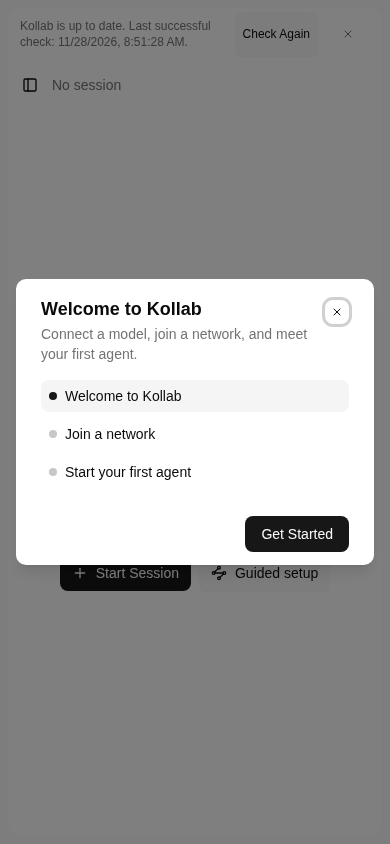 Kollab is up to date. Last successful
check: 11/28/2026, 8:51:28 AM.
Check Again
No session
Welcome to Kollab
Connect a model, join a network, and meet
your first agent.
Welcome to Kollab
Join a network
Start your first agent
Get Started
Start Session
Guided setup